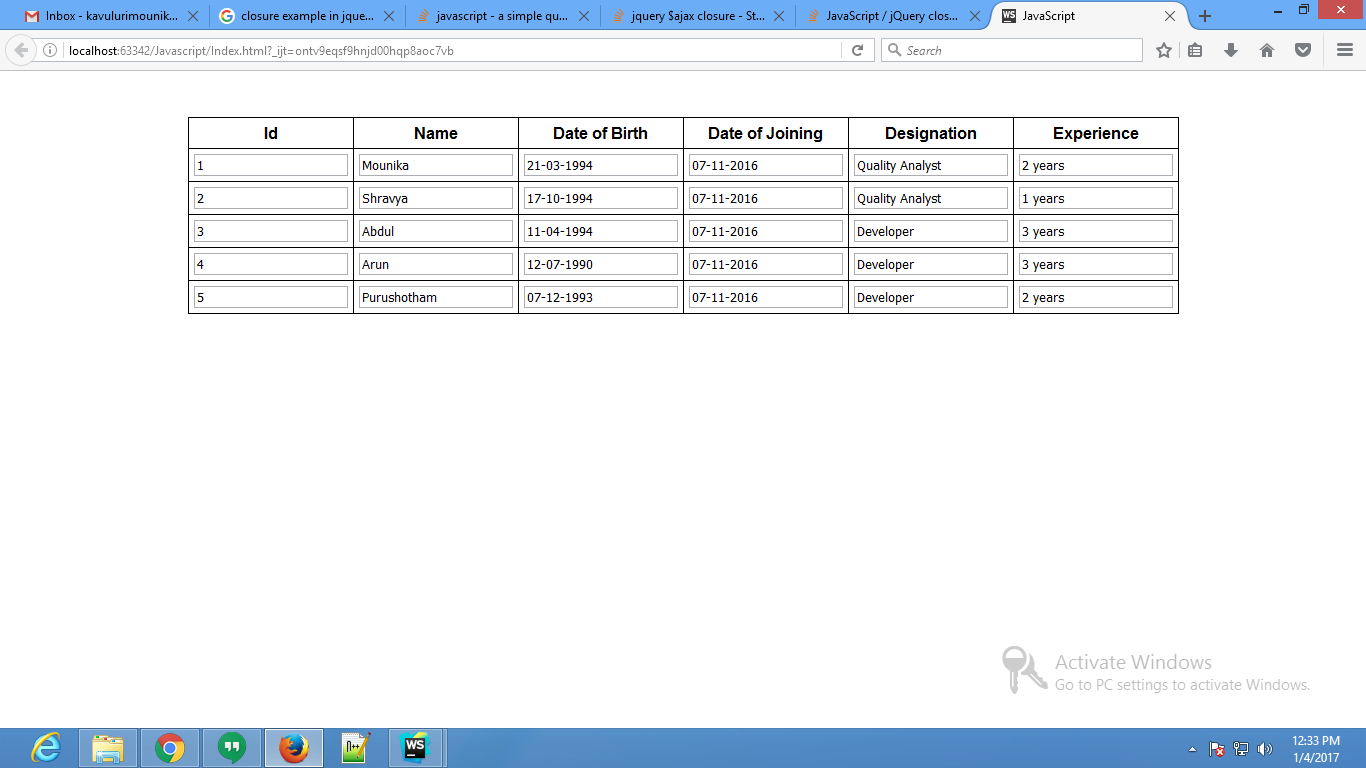 Inbox - kavulurimounik...
closure example in jque...
javascript - a simple qu...
jquery $ajax closure - St...
JavaScript / jQuery clos...
WS JavaScript
localhost:63342/Javascript/Index.html?_ijt=ontv9eqsf9hnjd00hqp8aoc7vb
Search
Id Name Date of Birth Date of Joining Designation Experience
1 Mounika 21-03-1994 07-11-2016 Quality Analyst 2 years
2 Shravya 17-10-1994 07-11-2016 Quality Analyst 1 years
3 Abdul 11-04-1994 07-11-2016 Developer 3 years
4 Arun 12-07-1990 07-11-2016 Developer 3 years
5 Purushotham 07-12-1993 07-11-2016 Developer 2 years
Activate Windows
Go to PC settings to activate Windows.
WS
12:33 PM
1/4/2017